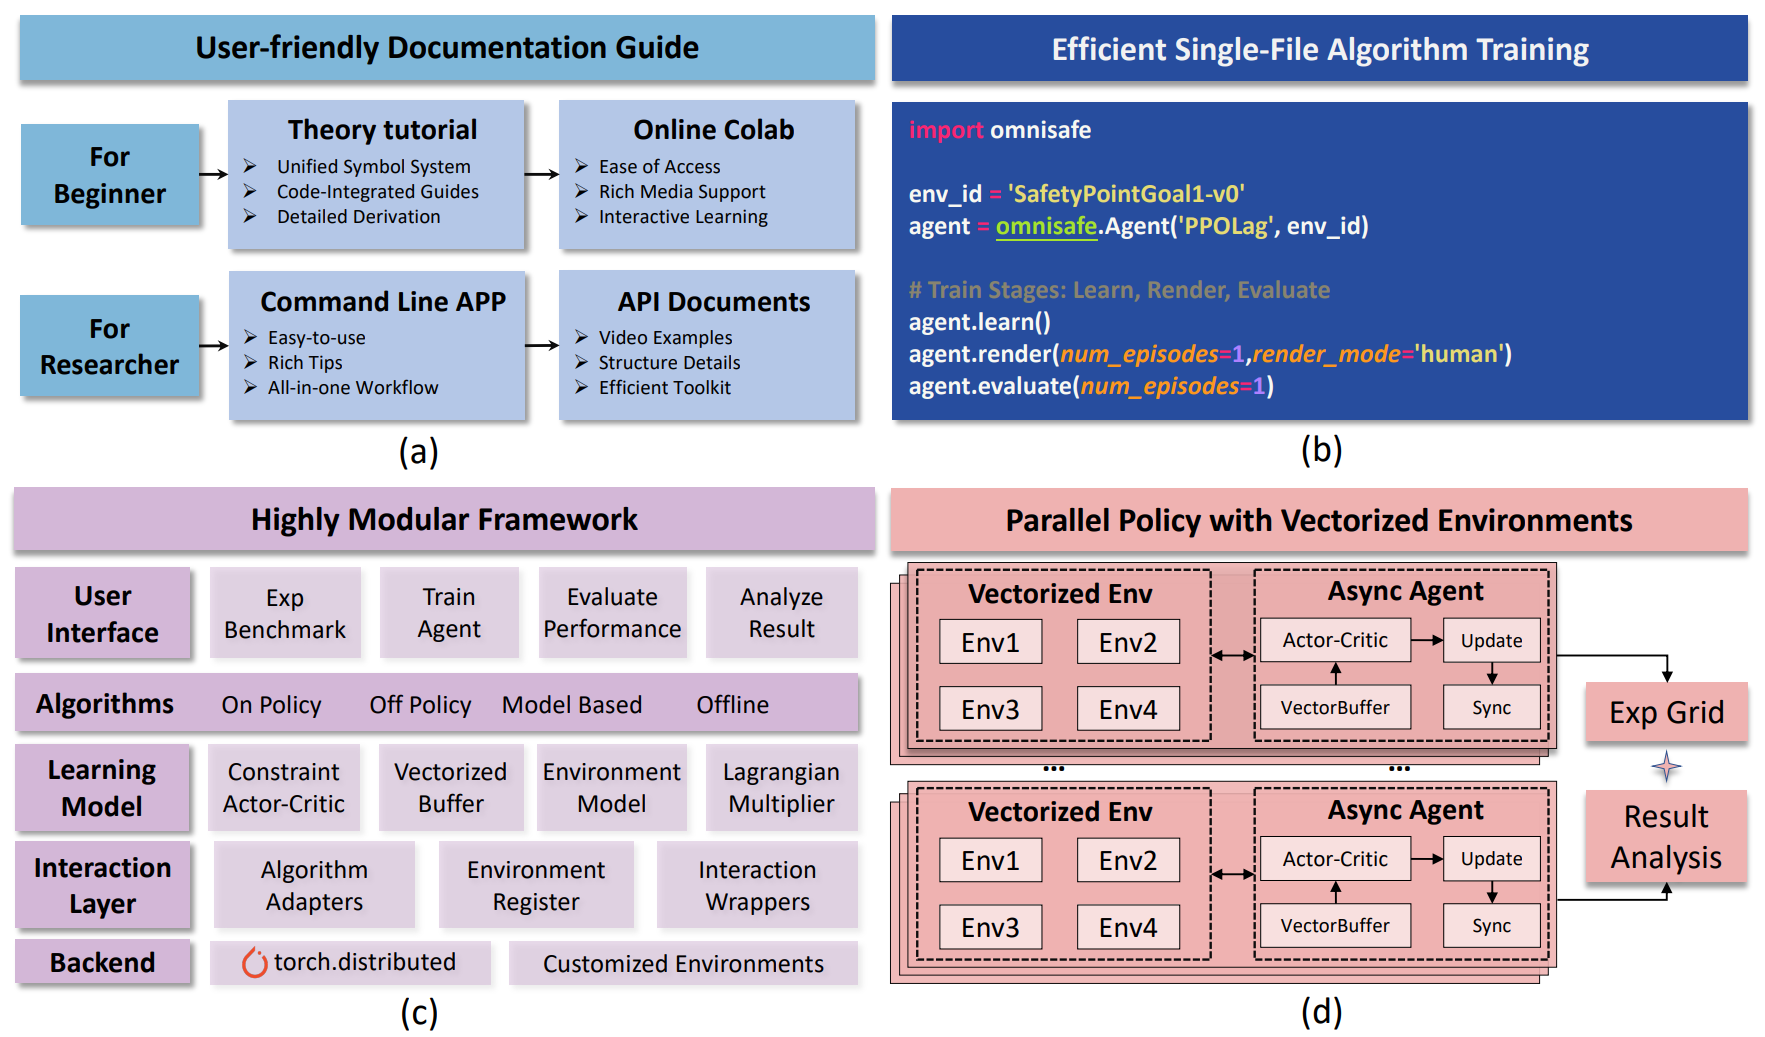 User-friendly Documentation Guide
For
Beginner
Theory tutorial
➢ Unified Symbol System
➢ Code-Integrated Guides
➢ Detailed Derivation
Online Colab
➢ Ease of Access
➢ Rich Media Support
➢ Interactive Learning
For
Researcher
Command Line APP
➢ Easy-to-use
➢ Rich Tips
➢ All-in-one Workflow
API Documents
➢ Video Examples
➢ Structure Details
➢ Efficient Toolkit
(a)
Efficient Single-File Algorithm Training
import omnisafe
env_id = 'SafetyPointGoal1-v0'
agent = omnisafe.Agent('PPOLag', env_id)
# Train Stages: Learn, Render, Evaluate
agent.learn()
agent.render(num_episodes=1,render_mode='human')
agent.evaluate(num_episodes=1)
(b)
Highly Modular Framework
User
Interface
Exp
Benchmark
Train
Agent
Evaluate
Performance
Analyze
Result
Algorithms
On Policy
Off Policy
Model Based
Offline
Learning
Model
Constraint
Actor-Critic
Vectorized
Buffer
Environment
Model
Lagrangian
Multiplier
Interaction
Layer
Algorithm
Adapters
Environment
Register
Interaction
Wrappers
Backend
torch.distributed
Customized Environments
(c)
Parallel Policy with Vectorized Environments
Vectorized Env
Env1
Env2
Env3
Env4
Async Agent
Actor-Critic
Update
VectorBuffer
Sync
...
...
Vectorized Env
Env1
Env2
Env3
Env4
Async Agent
Actor-Critic
Update
VectorBuffer
Sync
Exp Grid
Result
Analysis
(d)